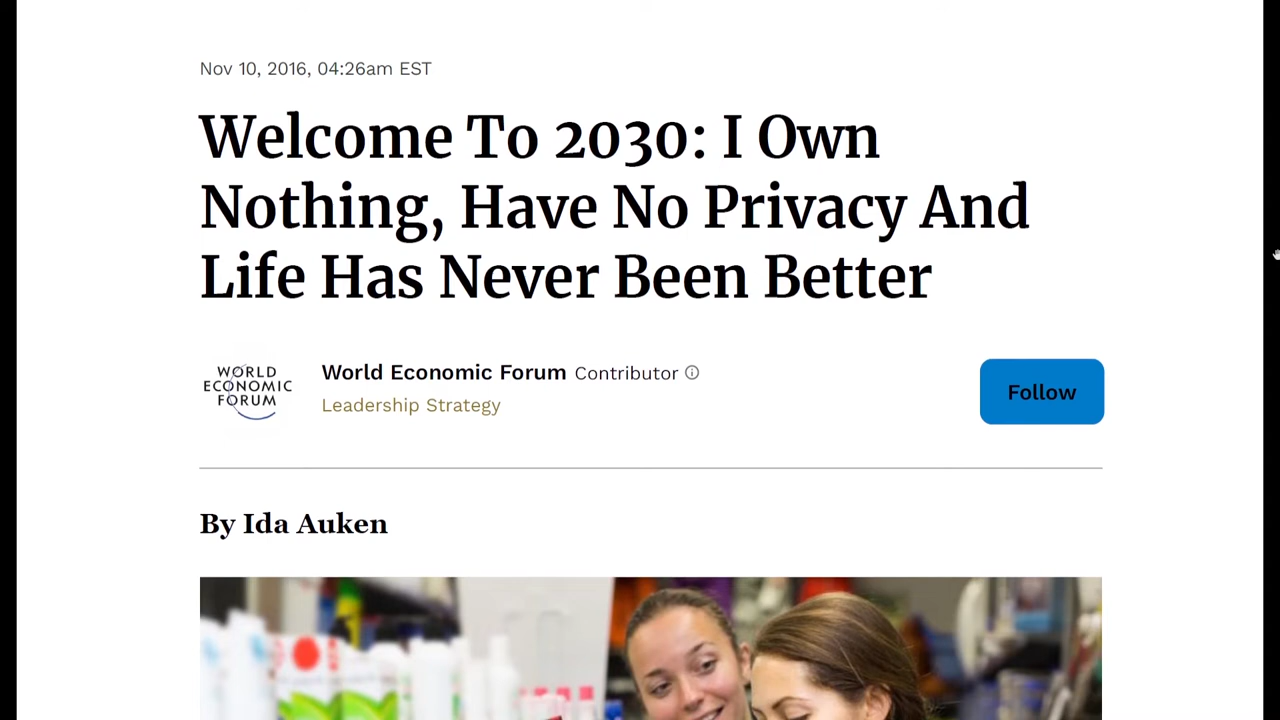 Nov 10, 2016, 04:26am EST
Welcome To 2030: I Own
Nothing, Have No Privacy And
Life Has Never Been Better
WORLD
ECONOMIC
FORUM
World Economic Forum Contributor
Leadership Strategy
Follow
By Ida Auken